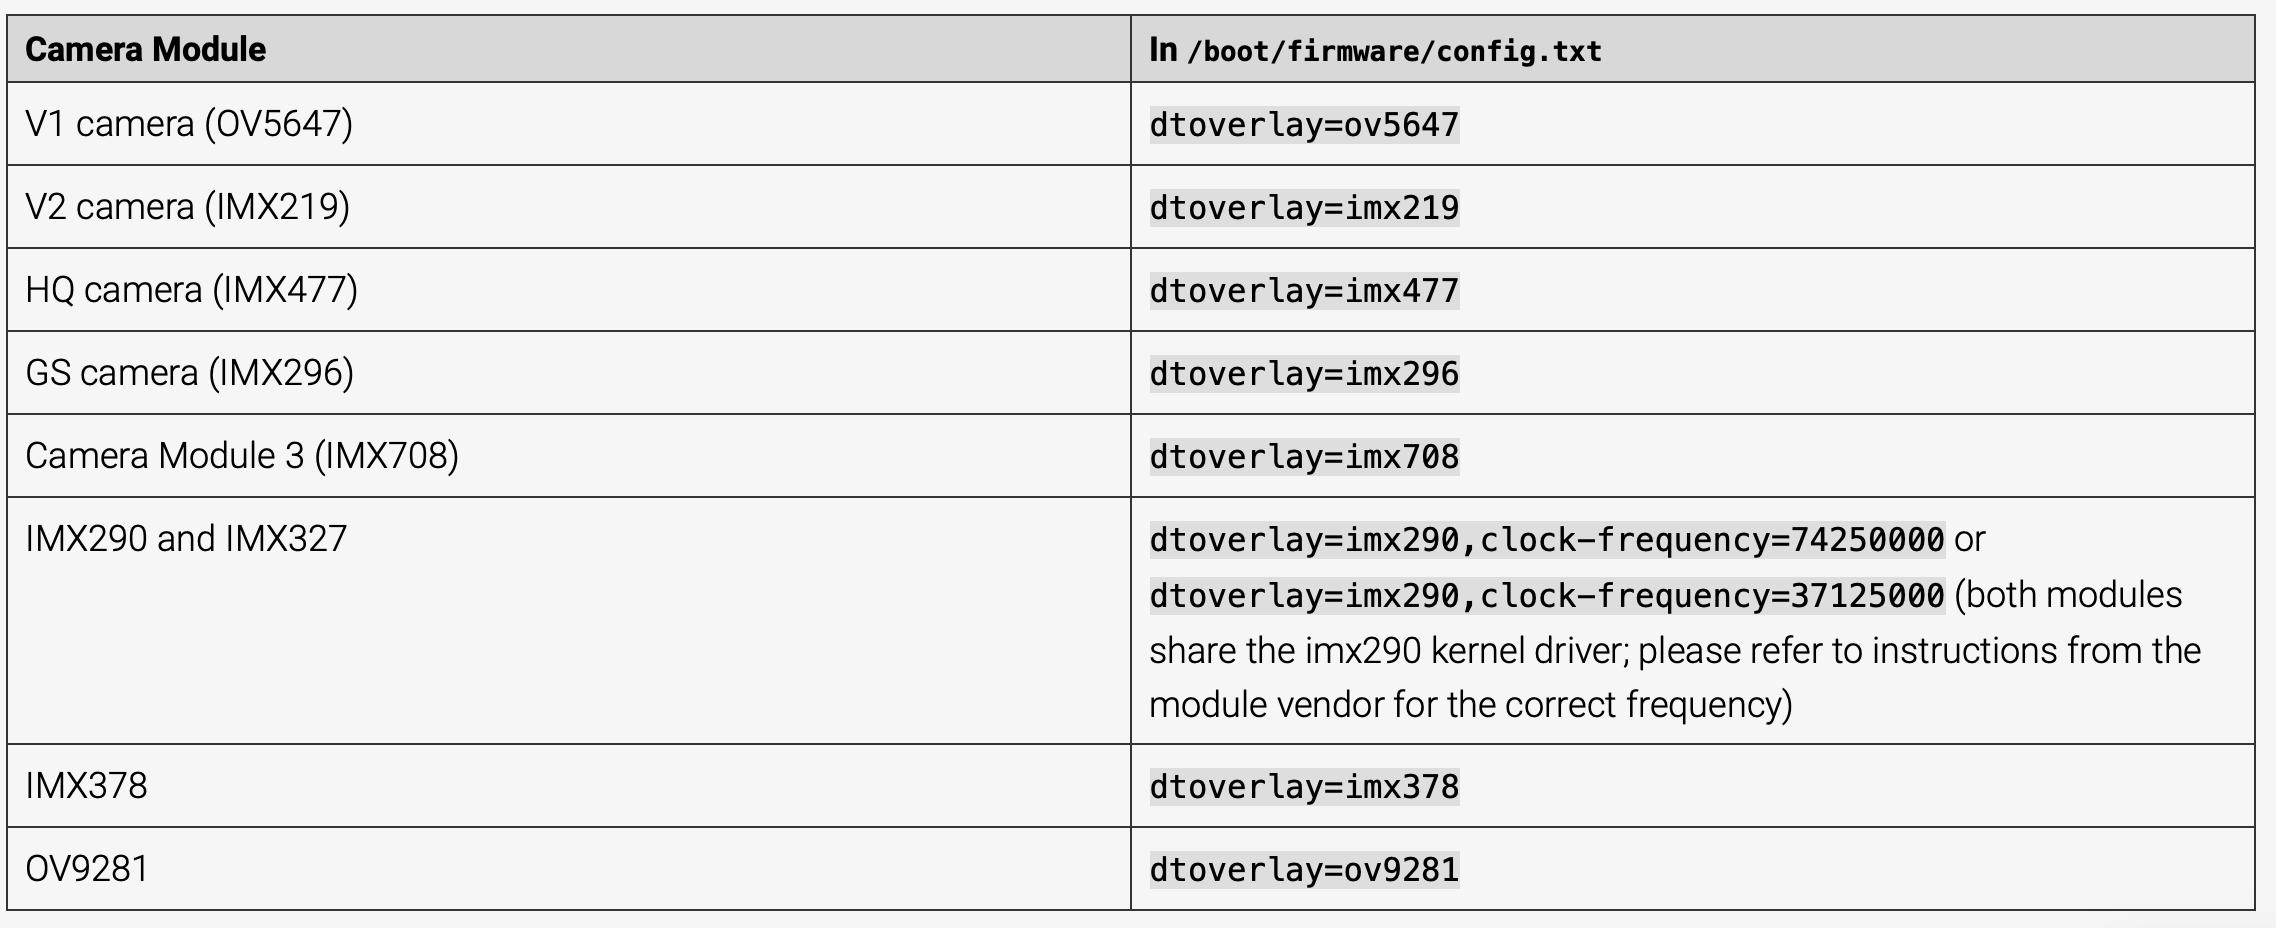 Camera Module
In /boot/firmware/config.txt
V1 camera (OV5647)
dtoverlay=ov5647
V2 camera (IMX219)
dtoverlay=imx219
HQ camera (IMX477)
dtoverlay=imx477
GS camera (IMX296)
dtoverlay=imx296
Camera Module 3 (IMX708)
dtoverlay=imx708
IMX290 and IMX327
dtoverlay=imx290,clock-frequency=74250000 or
dtoverlay=imx290,clock-frequency=37125000 (both modules
share the imx290 kernel driver; please refer to instructions from the
module vendor for the correct frequency)
IMX378
dtoverlay=imx378
OV9281
dtoverlay=ov9281